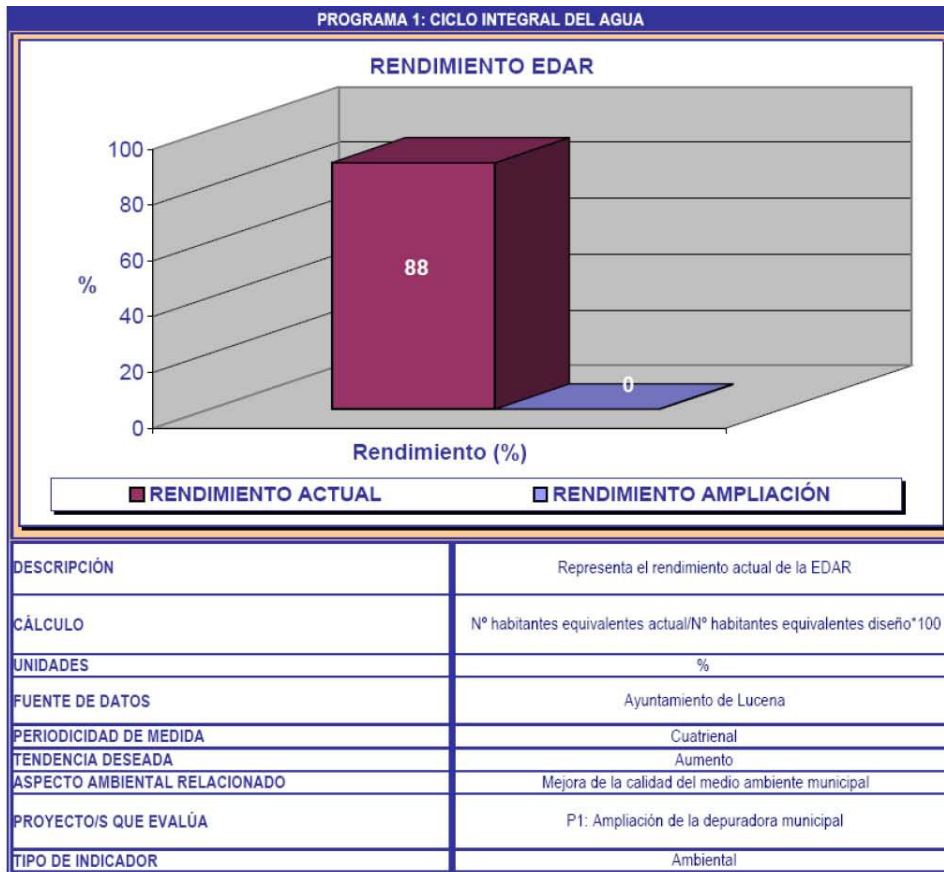 PROGRAMA 1: CICLO INTEGRAL DEL AGUA
RENDIMIENTO EDAR
100
80
60
40
20
0
%
88
0
Rendimiento (%)
RENDIMIENTO ACTUAL
RENDIMIENTO AMPLIACIÓN
DESCRIPCIÓN
Representa el rendimiento actual de la EDAR
CÁLCULO
Nº habitantes equivalentes actual/Nº habitantes equivalentes diseño*100
UNIDADES
%
FUENTE DE DATOS
Ayuntamiento de Lucena
PERIODICIDAD DE MEDIDA
Cuatrienal
TENDENCIA DESEADA
Aumento
ASPECTO AMBIENTAL RELACIONADO
Mejora de la calidad del medio ambiente municipal
PROYECTO/S QUE EVALÚA
P1: Ampliación de la depuradora municipal
TIPO DE INDICADOR
Ambiental